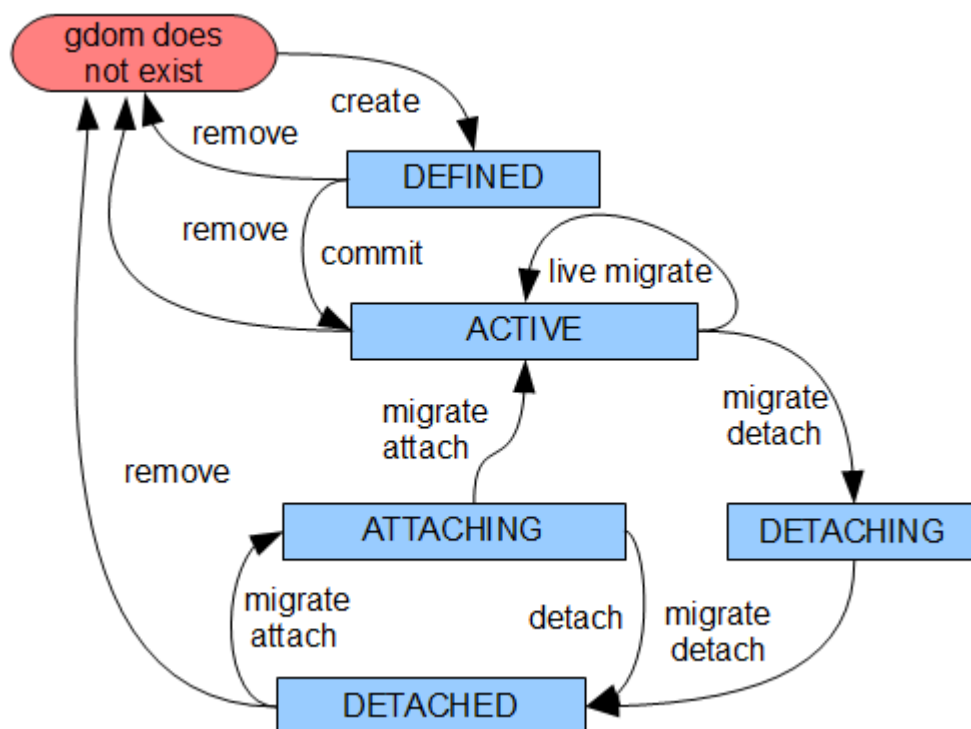 gdom does
not exist
create
remove
DEFINED
remove
commit
live migrate
ACTIVE
migrate
attach
migrate
detach
remove
ATTACHING
DETACHING
migrate
attach
detach
migrate
detach
DETACHED